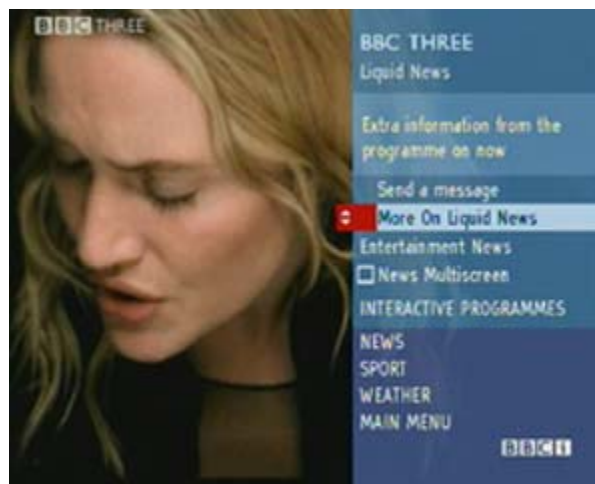 BBC THREE
BBC THREE
Liquid News
Extra information from the
programme on now
Send a message
More On Liquid News
Entertainment News
News Multiscreen
INTERACTIVE PROGRAMMES
NEWS
SPORT
WEATHER
MAIN MENU
BBCi